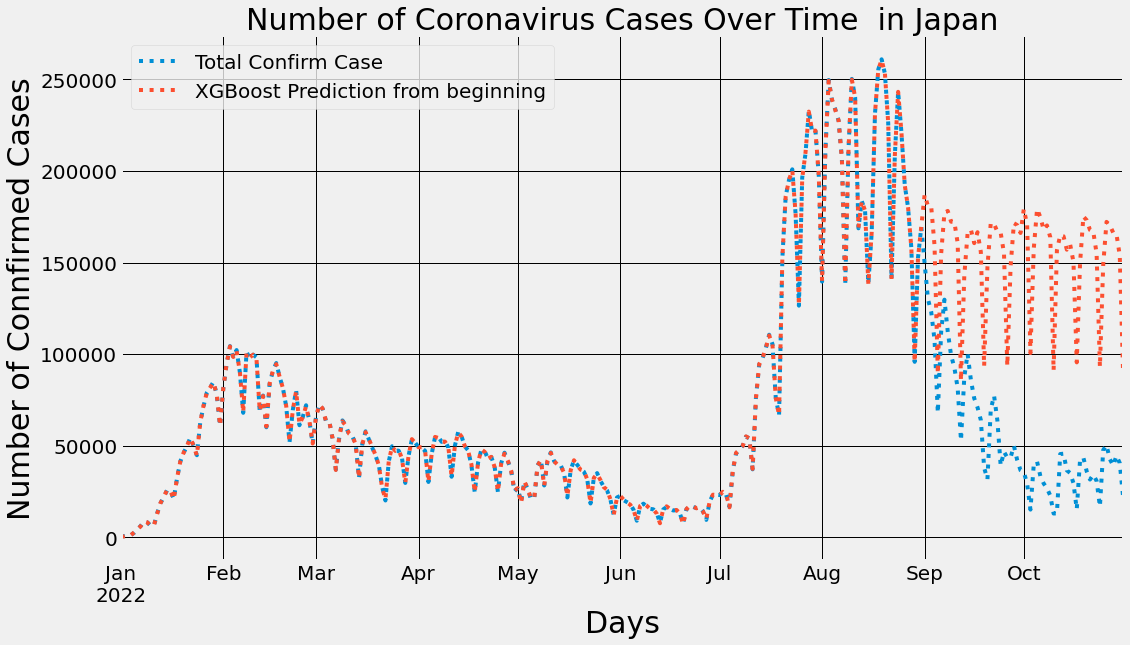 Number of Coronavirus Cases Over Time  in Japan
Total Confirm Case
XGBoost Prediction from beginning
Number of Connfirmed Cases
250000
200000
150000
100000
50000
0
Jan Feb Mar Apr May Jun Jul Aug Sep Oct
2022
Days